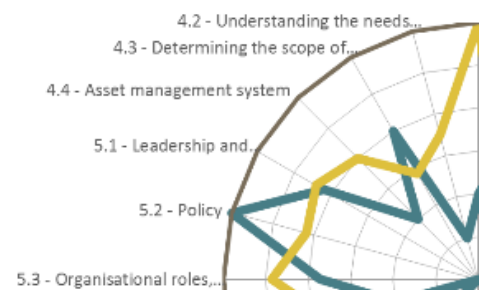 4.2 - Understanding the needs...
4.3 - Determining the scope of...
4.4 - Asset management system
5.1 - Leadership and...
5.2 - Policy
5.3 - Organisational roles,...